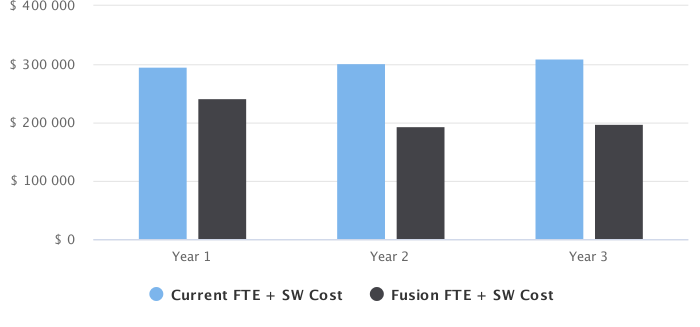 $ 400 000
$ 300 000
$ 200 000
$ 100 000
$ 0
Year 1 Year 2 Year 3
Current FTE + SW Cost Fusion FTE + SW Cost